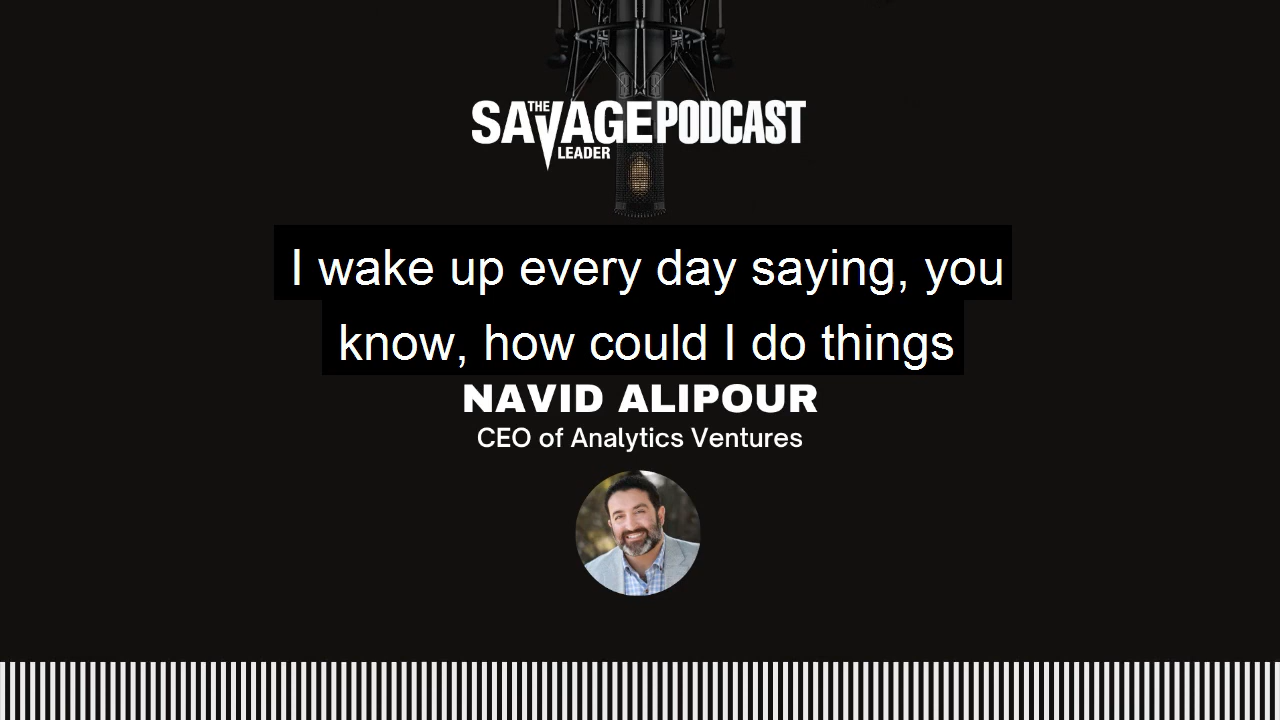 THE SAVAGE LEADER PODCAST
I wake up every day saying, you
know, how could I do things
NAVID ALIPOUR
CEO of Analytics Ventures